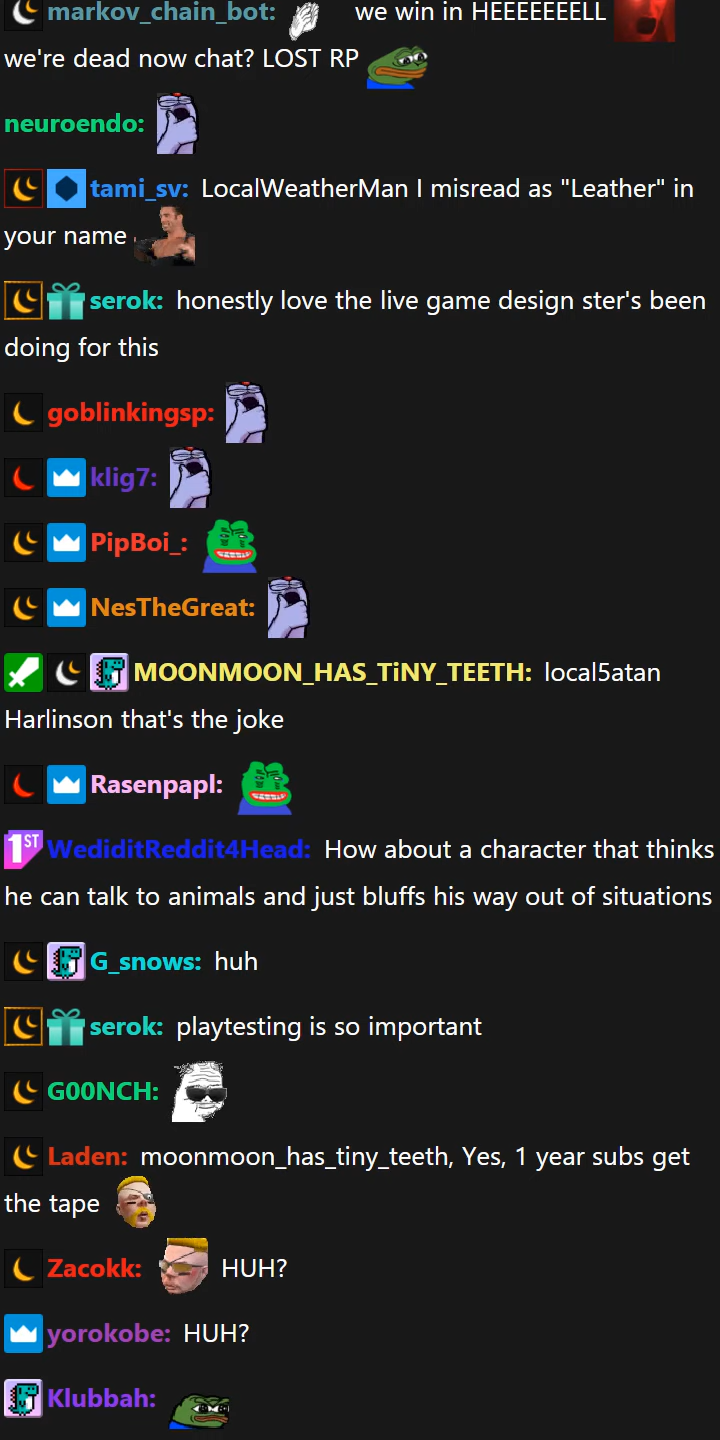 markov_chain_bot: we win in HEEEEEEELL
we're dead now chat? LOST RP
neuroendo:
tami_sv: LocalWeatherMan I misread as "Leather" in
your name
serok: honestly love the live game design ster's been
doing for this
goblinkingsp:
klig7:
PipBoi_:
NesTheGreat:
MOONMOON_HAS_TiNY_TEETH: local5atan
Harlinson that's the joke
Rasenpapl:
1ST WediditReddit4Head: How about a character that thinks
he can talk to animals and just bluffs his way out of situations
G_snows: huh
serok: playtesting is so important
G00NCH:
Laden: moonmoon_has_tiny_teeth, Yes, 1 year subs get
the tape
Zacokk: HUH?
yorokobe: HUH?
Klubbah: